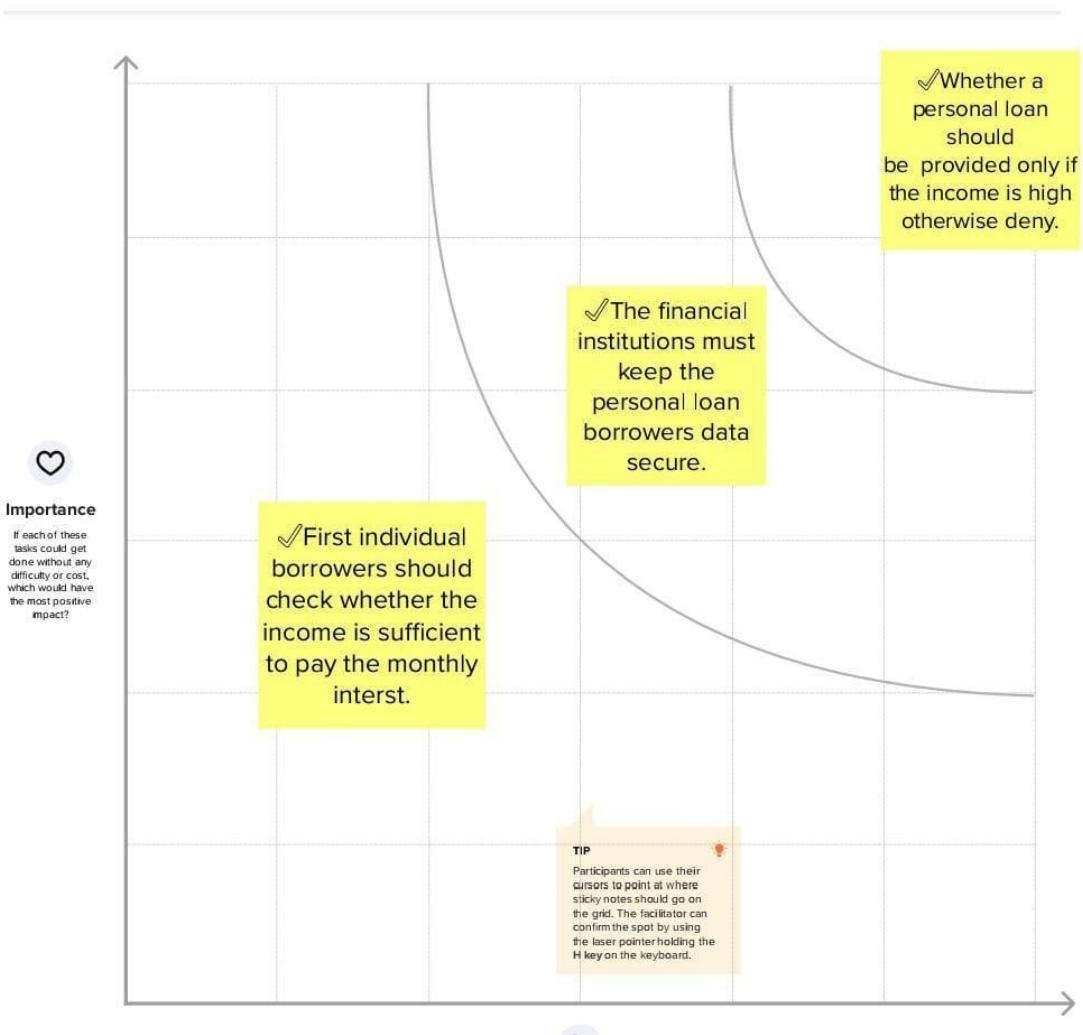 ✓Whether a
personal loan
should
be provided only if
the income is high
otherwise deny.
✓The financial
institutions must
keep the
personal loan
borrowers data
secure.
Importance
If each of these
tasks could get
done without any
difficulty or cost,
which would have
the most positive
impact?
✓First individual
borrowers should
check whether the
income is sufficient
to pay the monthly
interst.
TIP
Participants can use their
cursors to point at where
sticky notes should go on
the grid. The facilitator can
confirm the spot by using
the laser pointer holding the
H key on the keyboard.